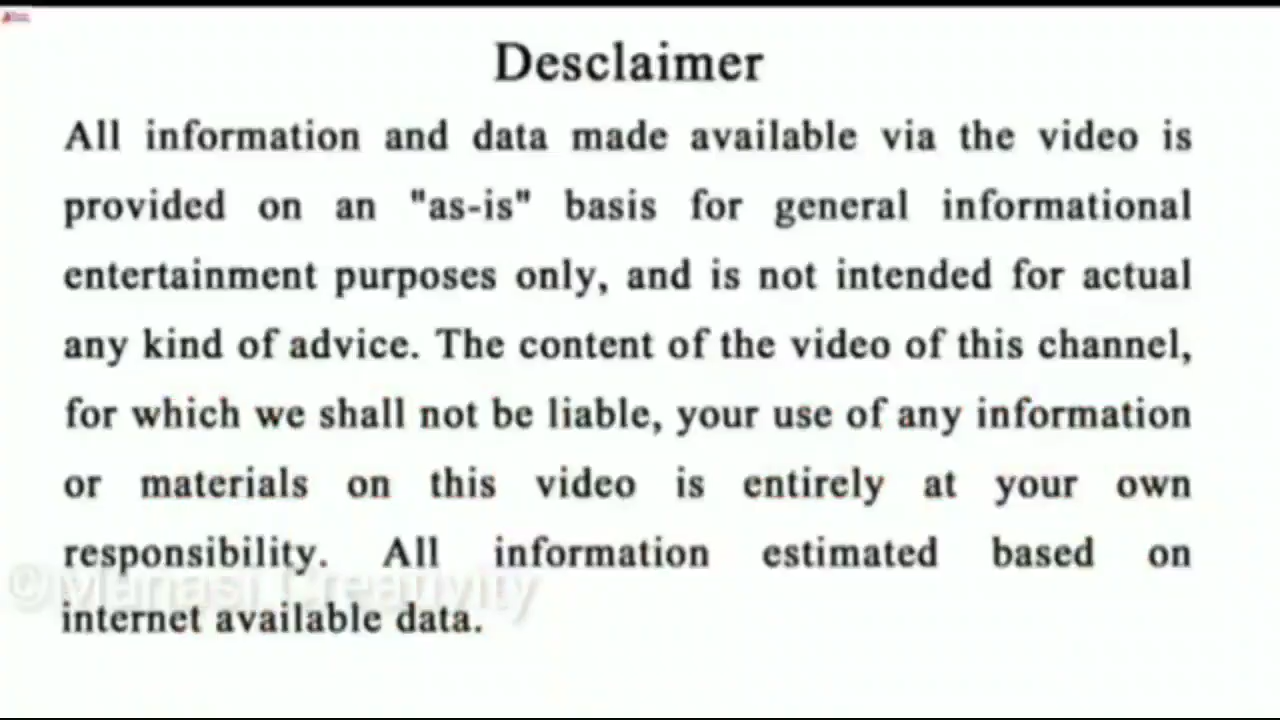 Desclaimer
All information and data made available via the video is
provided on an "as-is" basis for general informational
entertainment purposes only, and is not intended for actual
any kind of advice. The content of the video of this channel,
for which we shall not be liable, your use of any information
or materials on this video is entirely at your own
responsibility. All information estimated based on
©Manasi Creativity
internet available data.